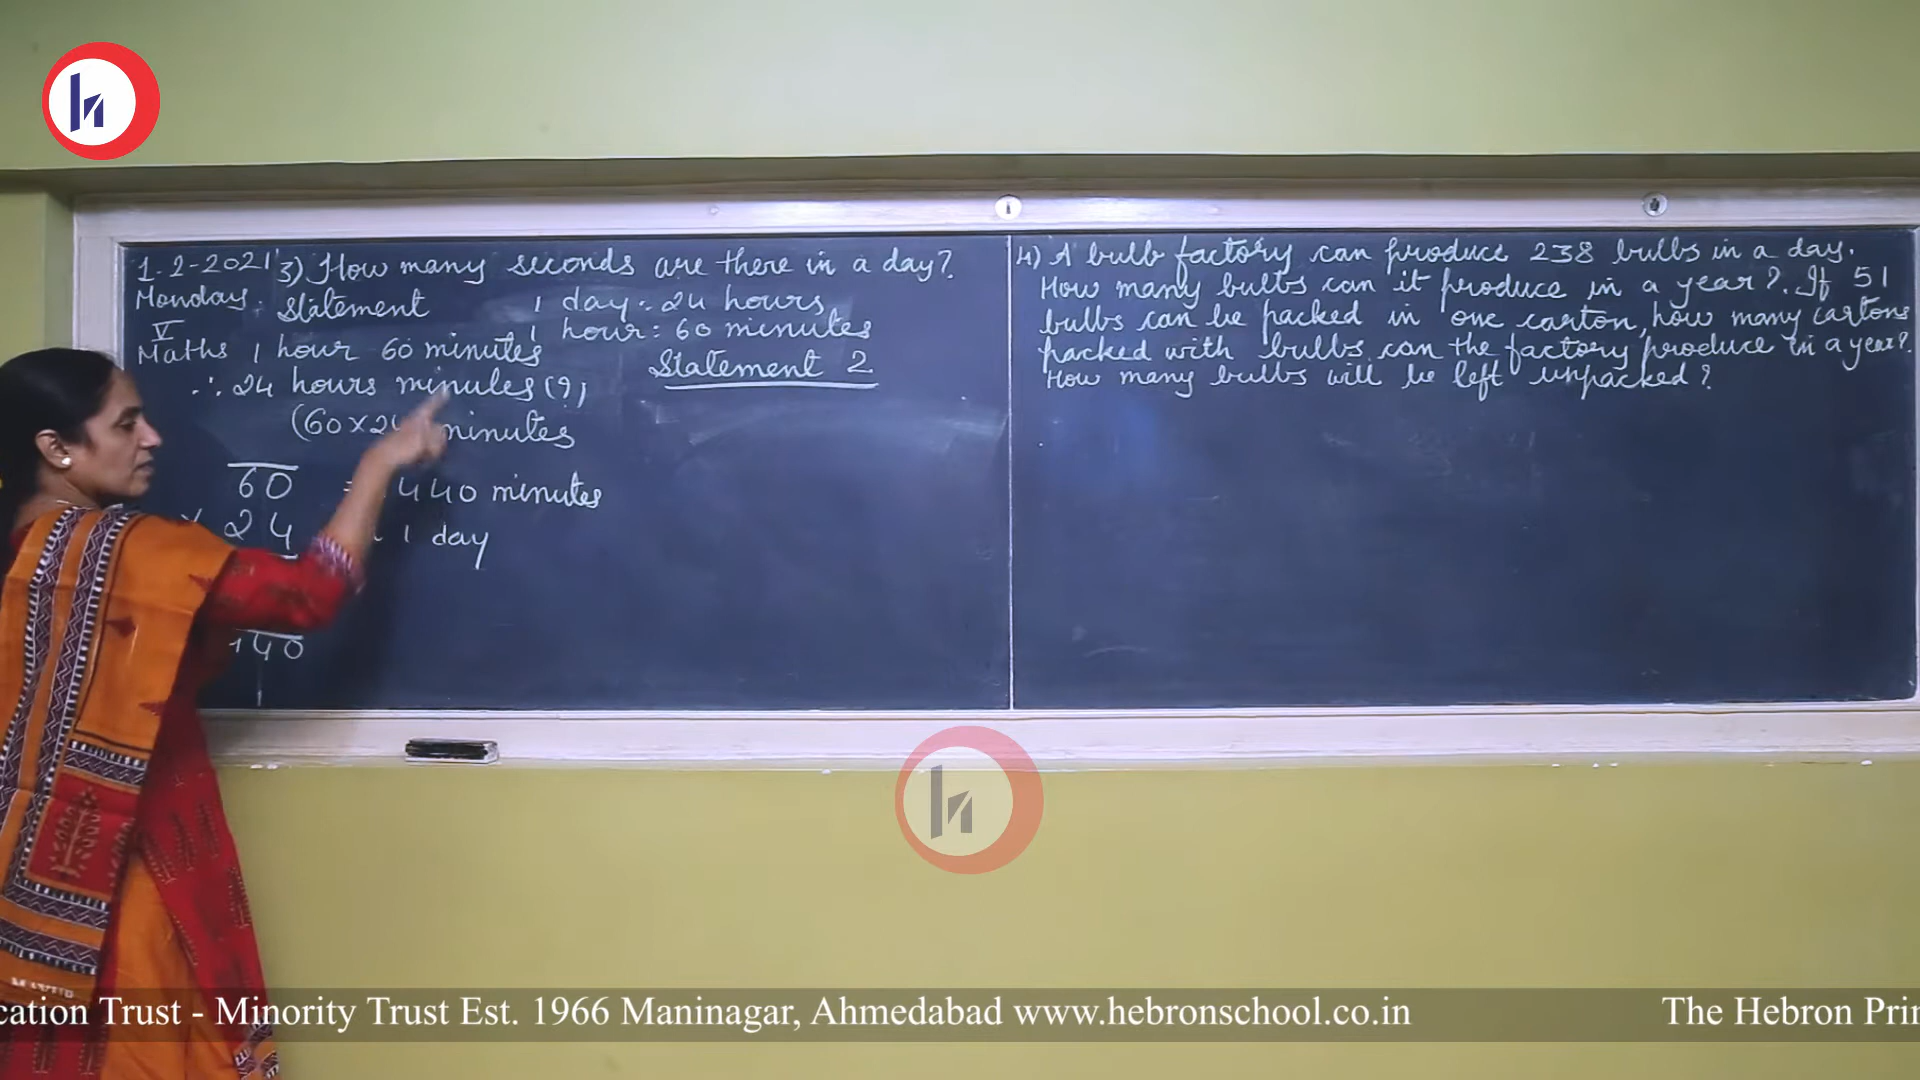 1-2-2021 3) How many seconds are there in a day?
Monday. Statement 1 day = 24 hours
V 1 hour = 60 minutes
Maths 1 hour 60 minutes
Statement 2
∴ 24 hours minutes (?)
(60×24 minutes
60 = 440 minutes
24 1 day
140
4) A bulb factory can produce 238 bulbs in a day.
How many bulbs can it produce in a year?. If 51
bulbs can be packed in one carton, how many cartons
packed with bulbs can the factory produce in a year?.
How many bulbs will be left unpacked?
cation Trust - Minority Trust Est. 1966 Maninagar, Ahmedabad www.hebronschool.co.in The Hebron Prin